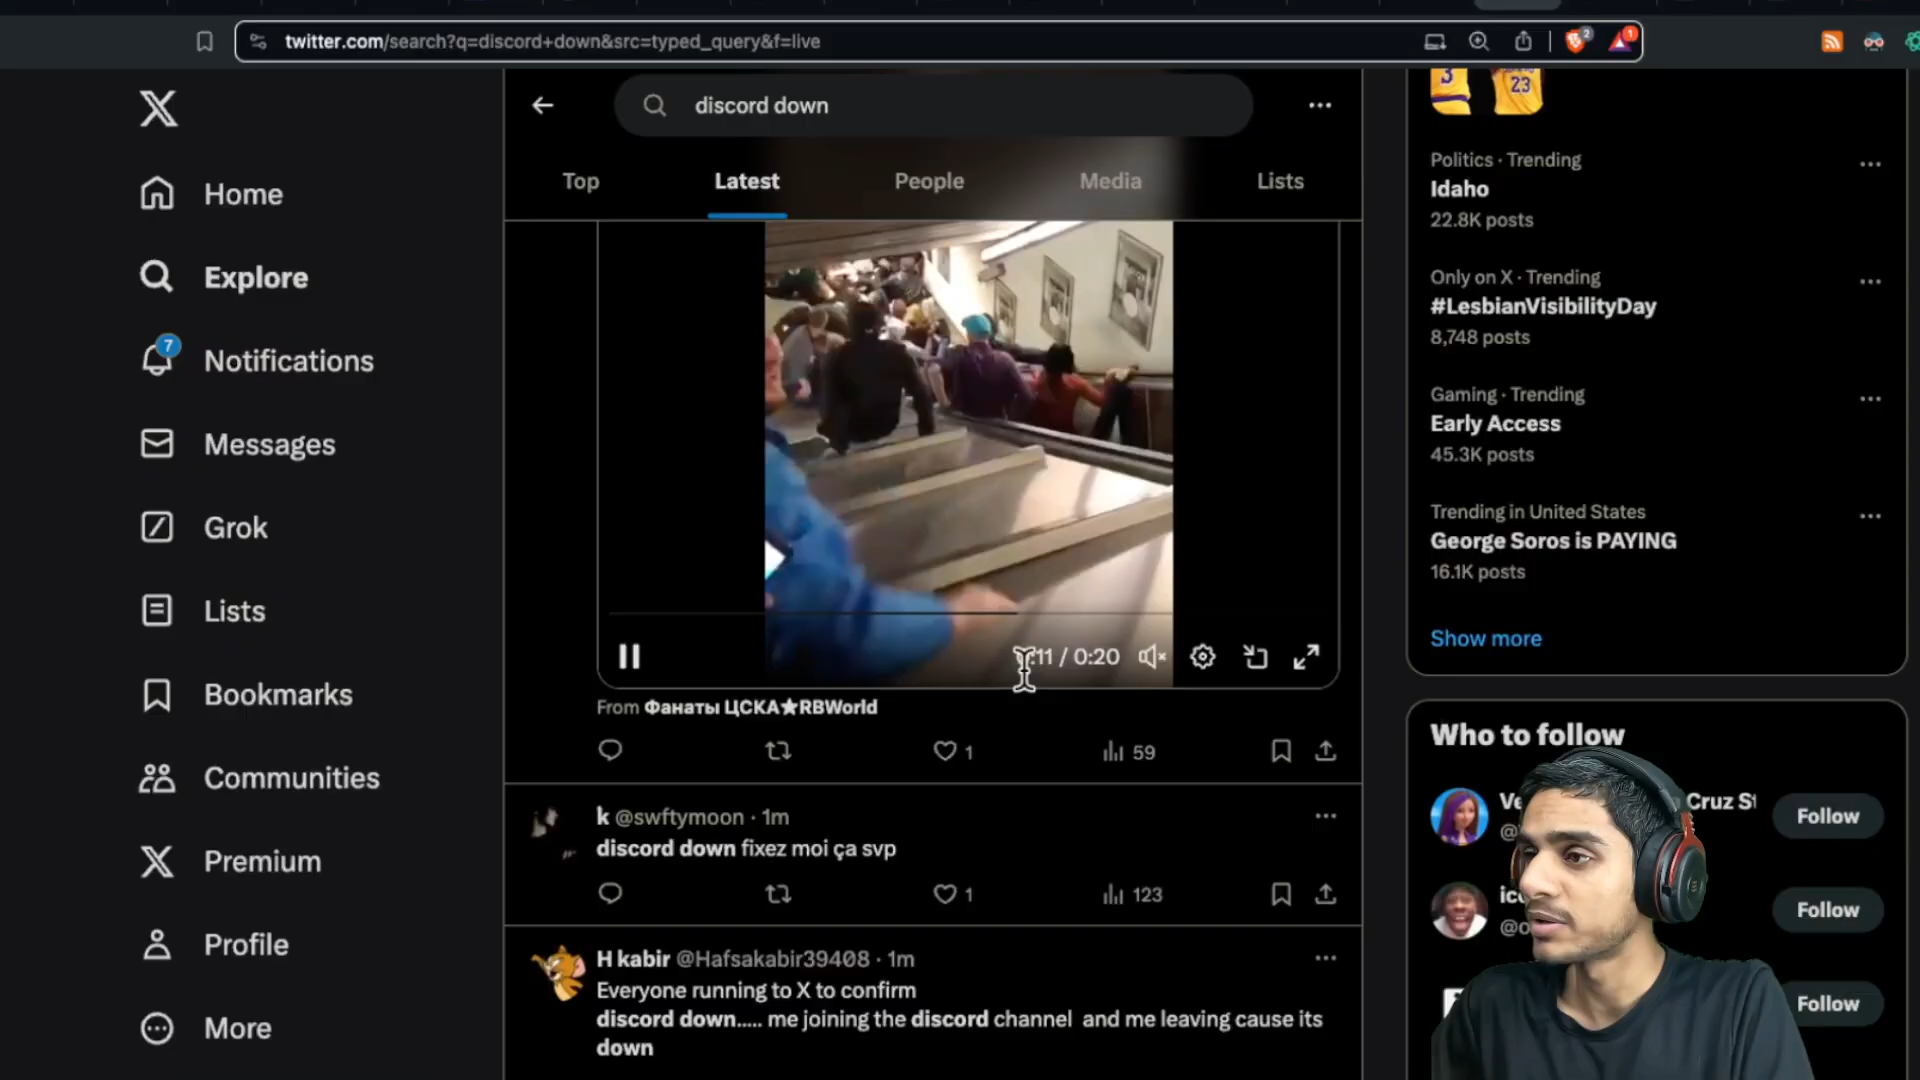 twitter.com/search?q=discord+down&src=typed_query&f=live
2
1
discord down
Home
Explore
7
Notifications
Messages
Grok
Lists
Bookmarks
Communities
Premium
Profile
More
Top
Latest
People
Media
Lists
:11 / 0:20
From Фанаты ЦСКА★RBWorld
1
59
k @swftymoon · 1m
discord down fixez moi ça svp
1
123
H kabir @Hafsakabir39408 · 1m
Everyone running to X to confirm
discord down..... me joining the discord channel and me leaving cause its
down
3
23
Politics · Trending
Idaho
22.8K posts
Only on X · Trending
#LesbianVisibilityDay
8,748 posts
Gaming · Trending
Early Access
45.3K posts
Trending in United States
George Soros is PAYING
16.1K posts
Show more
Who to follow
Cruz
Follow
Follow
Follow